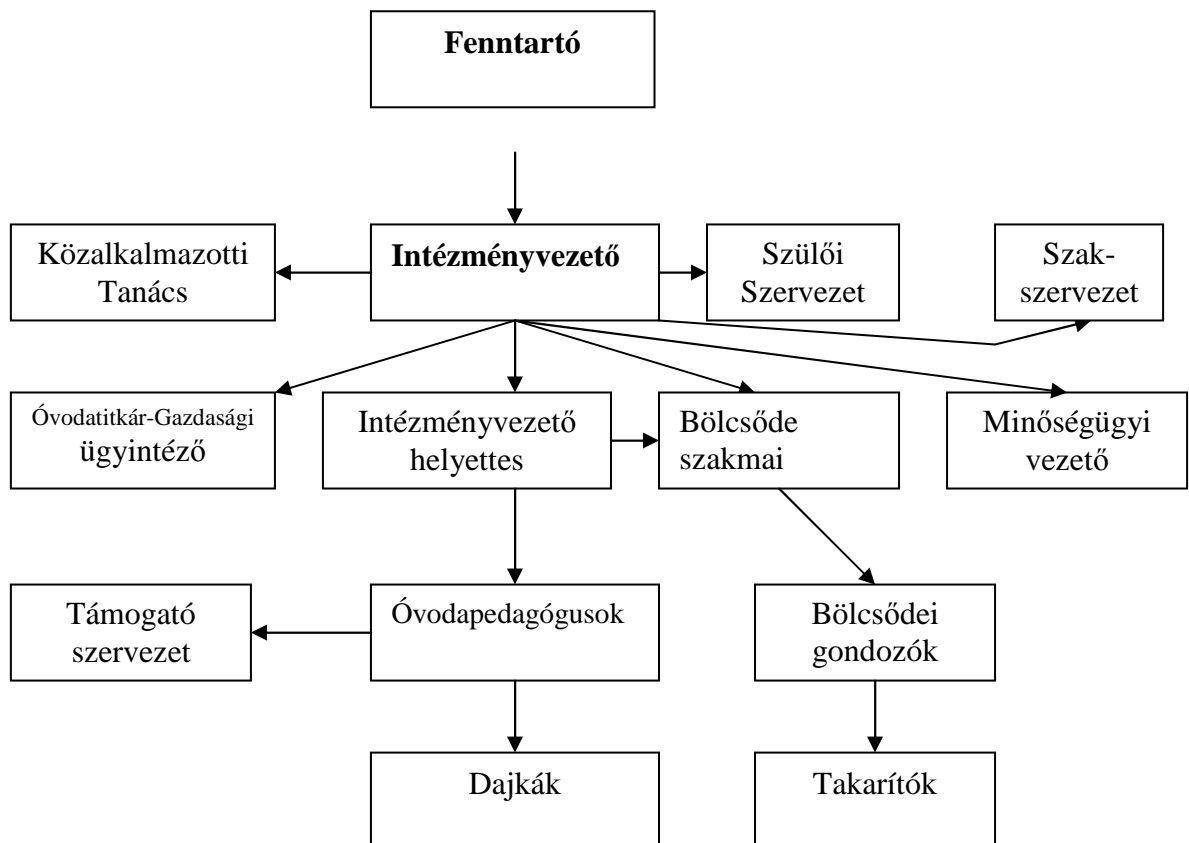 Fenntartó
Közalkalmazotti
Tanács
Intézményvezető
Szülői
Szervezet
Szak-
szervezet
Óvodatitkár-Gazdasági
ügyintéző
Intézményvezető
helyettes
Bölcsőde
szakmai
Minőségügyi
vezető
Támogató
szervezet
Óvodapedagógusok
Bölcsődei
gondozók
Dajkák
Takarítók